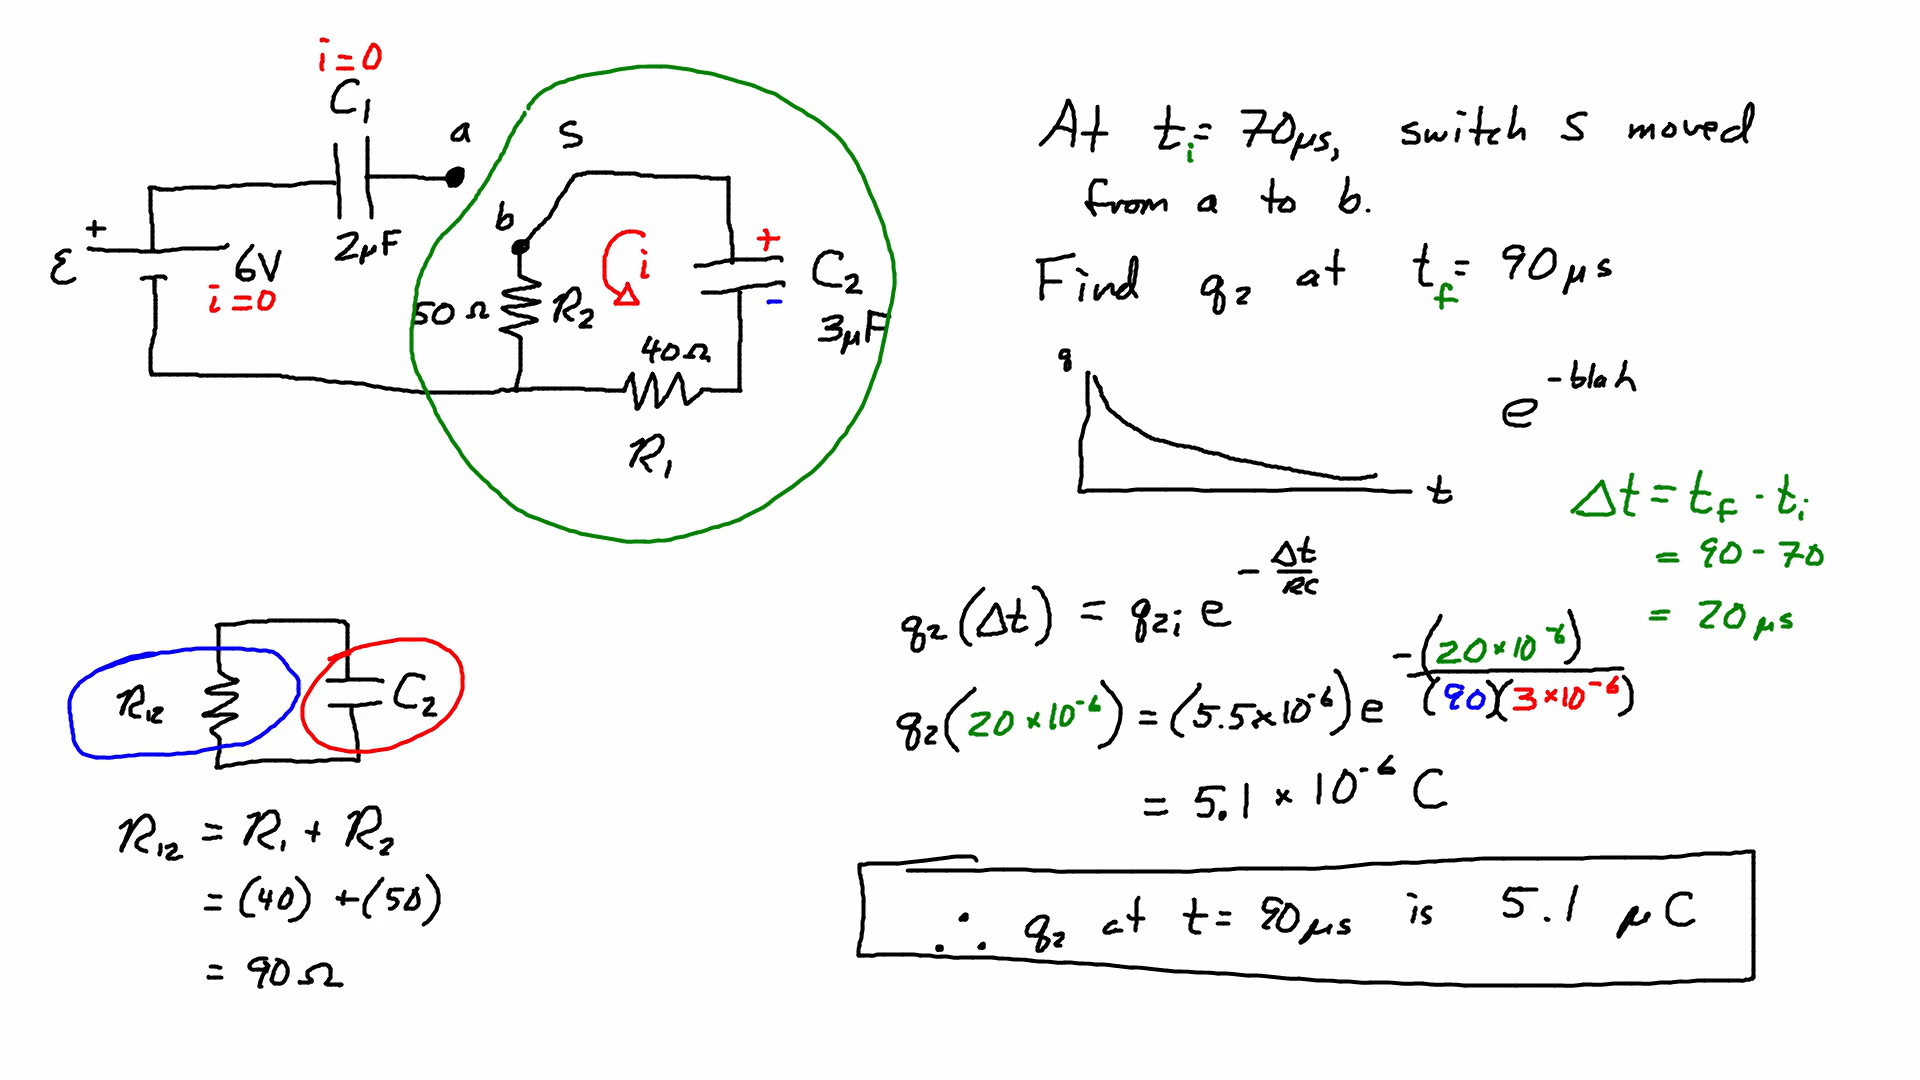 i = 0
C₁
a
S
2μF
+
ε
6V
i = 0
b
i
+
-
C₂
3μF
50 Ω
R₂
40Ω
R₁
At tᵢ = 70μs, switch S moved
from a to b.
Find q₂ at t_f = 90μs
q
t
e^(-blah)
Δt = t_f - tᵢ
= 90 - 70
= 20μs
q₂(Δt) = q₂ᵢ e^(-Δt/RC)
q₂(20×10⁻⁶) = (5.5×10⁻⁶) e^(-(20×10⁻⁶)/(90)(3×10⁻⁶))
= 5.1 × 10⁻⁶ C
∴ q₂ at t = 90μs is 5.1 μC
R₁₂
C₂
R₁₂ = R₁ + R₂
= (40) + (50)
= 90Ω